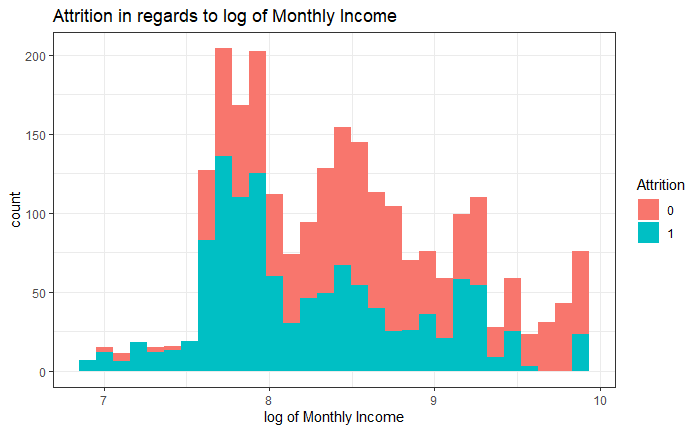 Attrition in regards to log of Monthly Income
200
150
100
50
0
count
7
8
9
10
log of Monthly Income
Attrition
0
1